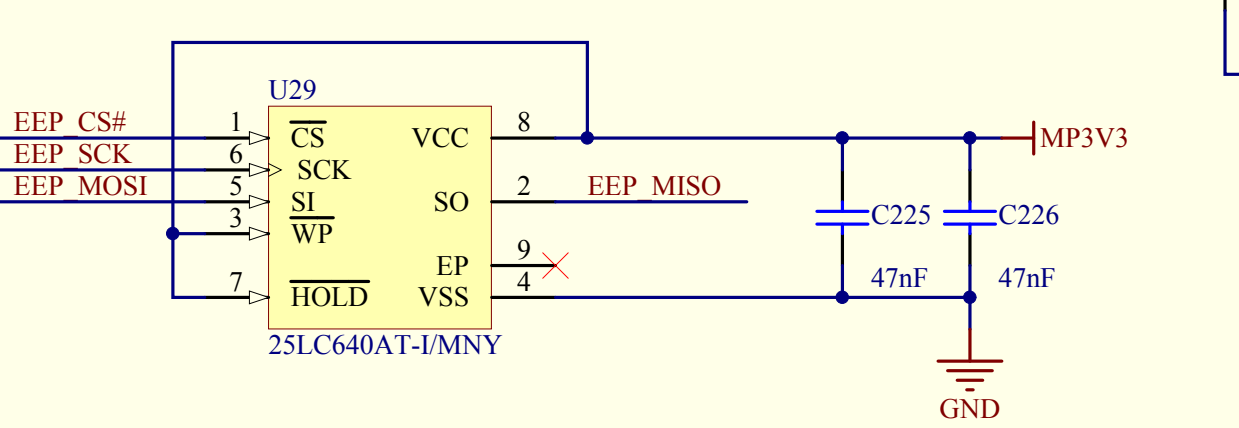 U29
EEP_CS# 1 CS VCC 8 MP3V3
EEP_SCK 6 SCK
EEP_MOSI 5 SI SO 2 EEP_MISO C225 C226
3 WP
EP 9
7 HOLD VSS 4 47nF 47nF
25LC640AT-I/MNY
GND